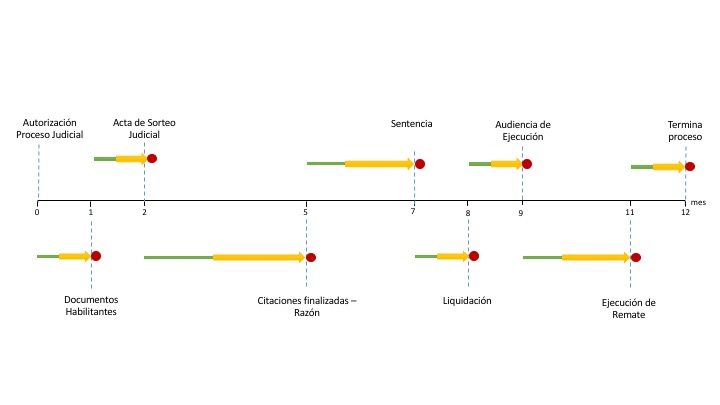 Autorización
Proceso Judicial
Acta de Sorteo
Judicial
Sentencia
Audiencia de
Ejecución
Termina
proceso
0
1
2
5
7
8
9
11
12
mes
Documentos
Habilitantes
Citaciones finalizadas –
Razón
Liquidación
Ejecución de
Remate